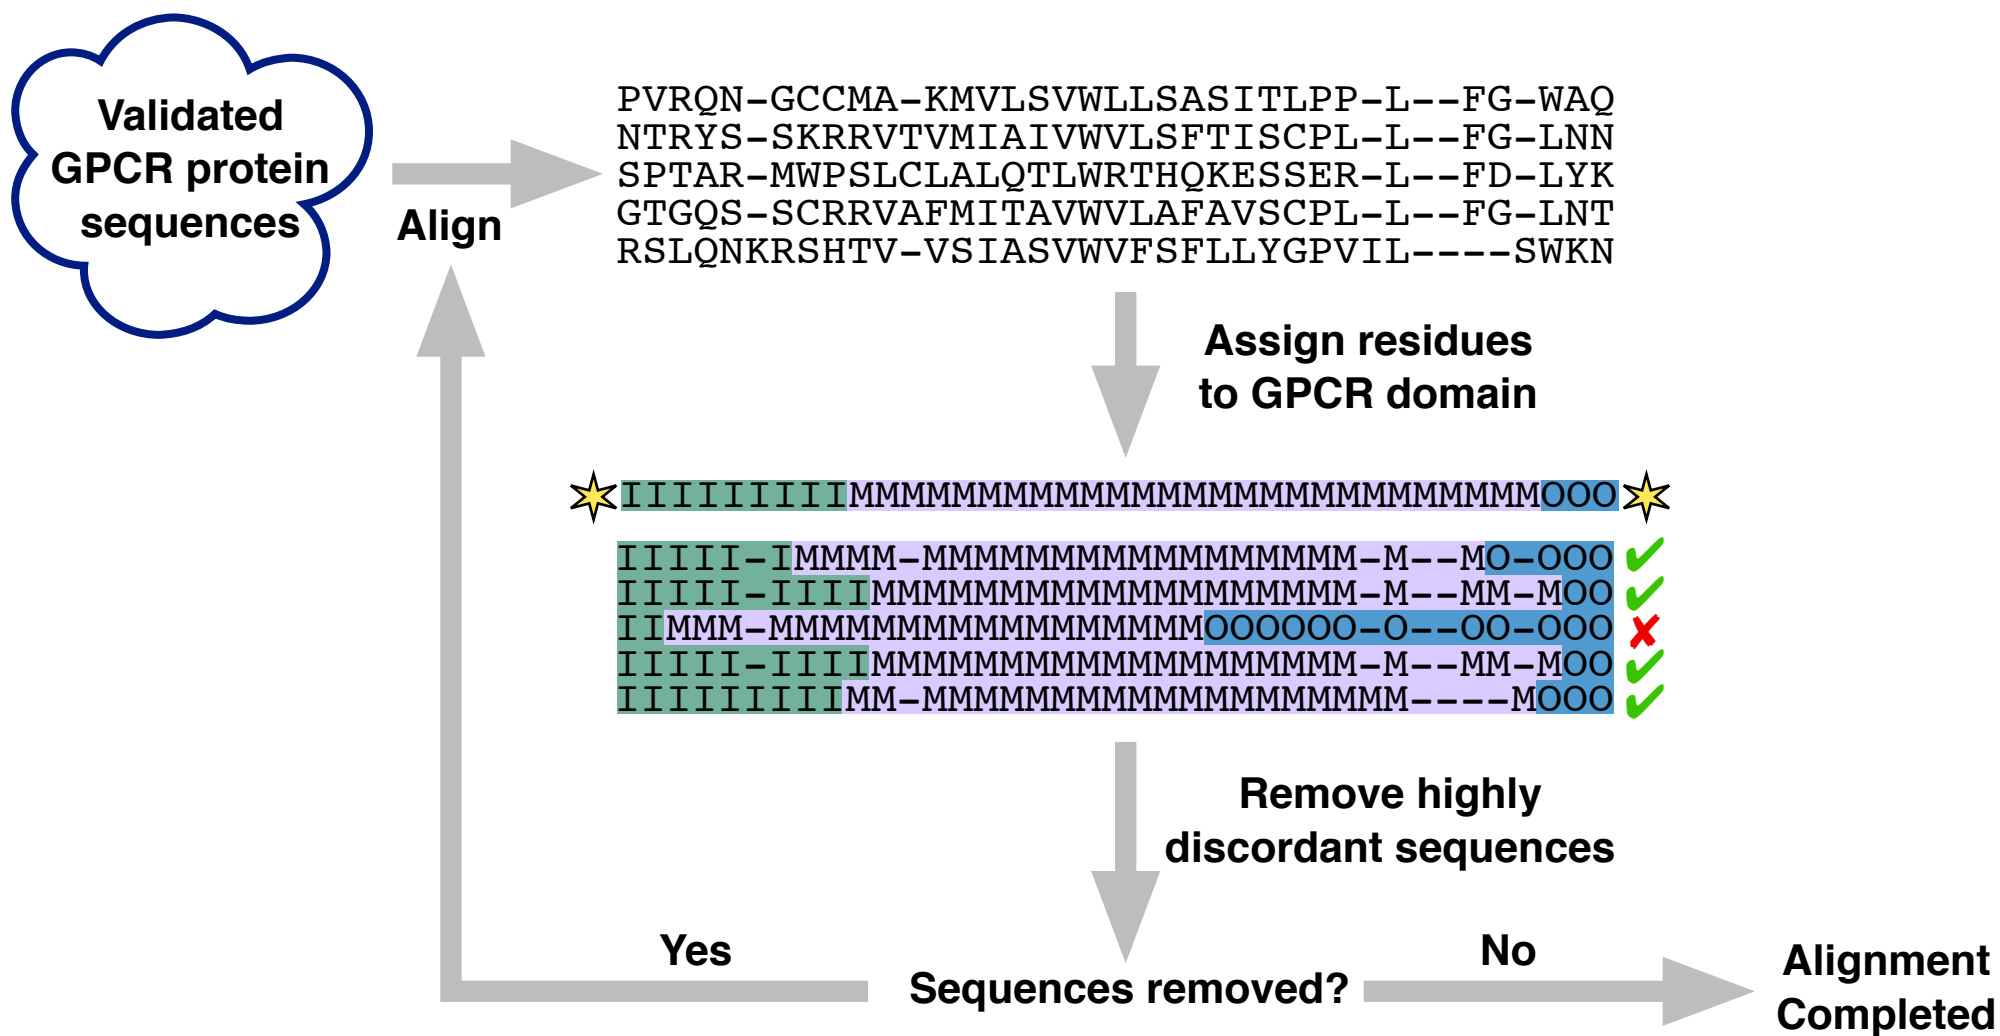 Validated
GPCR protein
sequences
Align
PVRQN-GCCMA-KMVLSVWLLSASITLPP-L--FG-WAQ
NTRYS-SKRRVTVMIAIVWVLSFTISCPL-L--FG-LNN
SPTAR-MWPSLCLALQTLWRTHQKESSER-L--FD-LYK
GTGQS-SCRRVAFMITAVWVLAFAVSCPL-L--FG-LNT
RSLQNKRSHTV-VSIASVWVFSFLLYGPVIL----SWKN
Assign residues
to GPCR domain
IIIIIIIIIMMMMMMMMMMMMMMMMMMMMMMMMMMMOOO
IIIII-IMMMM-MMMMMMMMMMMMMMMMM-M--MO-OOO
IIIII-IIIIMMMMMMMMMMMMMMMMMMM-M--MM-MOO
IIMMM-MMMMMMMMMMMMMMMMMOOOOOO-O--OO-OOO
IIIII-IIIIMMMMMMMMMMMMMMMMMMM-M--MM-MOO
IIIIIIIIIMM-MMMMMMMMMMMMMMMMMMM----MOOO
Remove highly
discordant sequences
Yes
No
Sequences removed?
Alignment
Completed